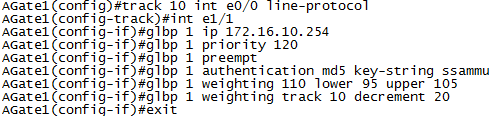 AGate1(config)#track 10 int e0/0 line-protocol
AGate1(config-track)#int e1/1
AGate1(config-if)#glbp 1 ip 172.16.10.254
AGate1(config-if)#glbp 1 priority 120
AGate1(config-if)#glbp 1 preempt
AGate1(config-if)#glbp 1 authentication md5 key-string ssammu
AGate1(config-if)#glbp 1 weighting 110 lower 95 upper 105
AGate1(config-if)#glbp 1 weighting track 10 decrement 20
AGate1(config-if)#exit